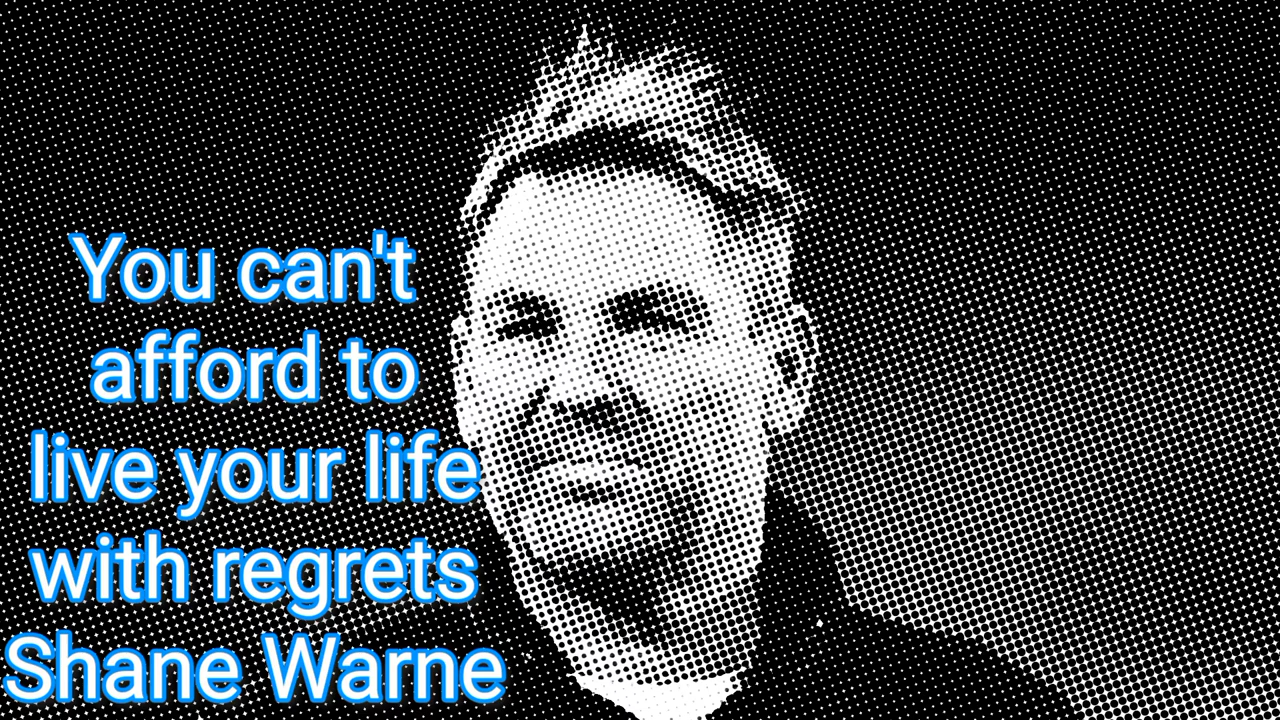 You can't
afford to
live your life
with regrets
Shane Warne